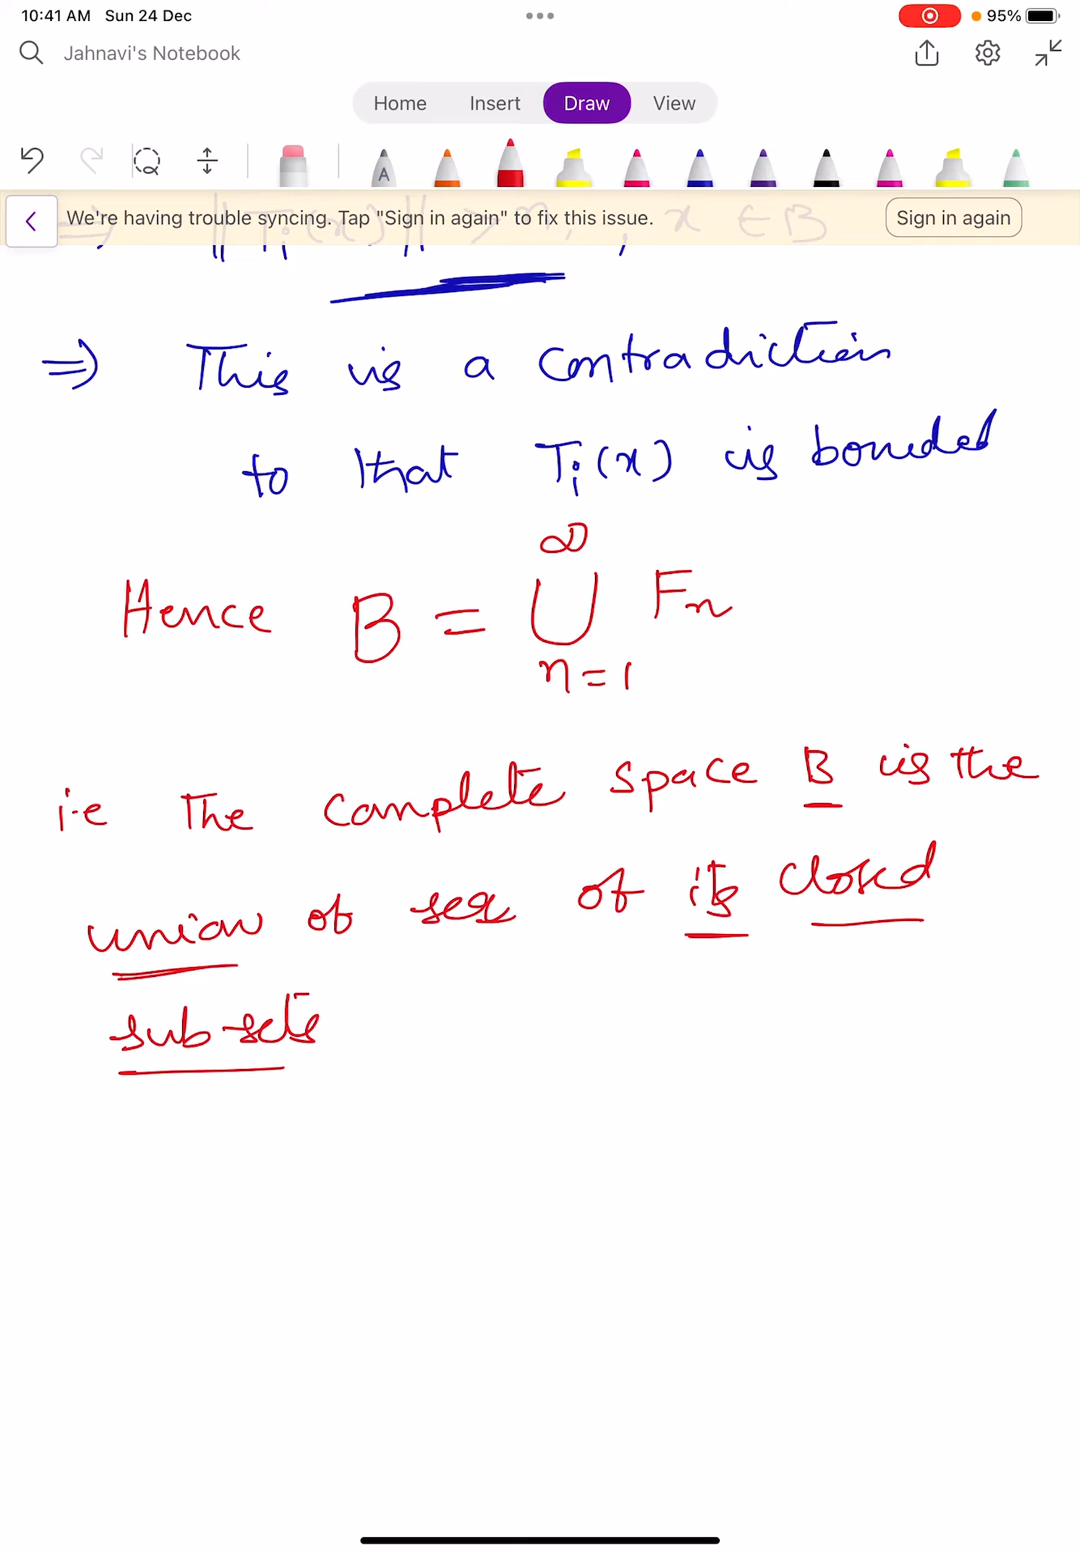 10:41 AM Sun 24 Dec
95%
Jahnavi's Notebook
Home Insert Draw View
A
We're having trouble syncing. Tap "Sign in again" to fix this issue. Sign in again
⇒ ||Ti(x)|| > n, x ∈ B
⇒ This is a contradiction
to that Ti(x) is bounded
Hence B = ∞ ∪ n=1 Fn
i.e The complete space B is the
union of seq of its closed
sub-sets